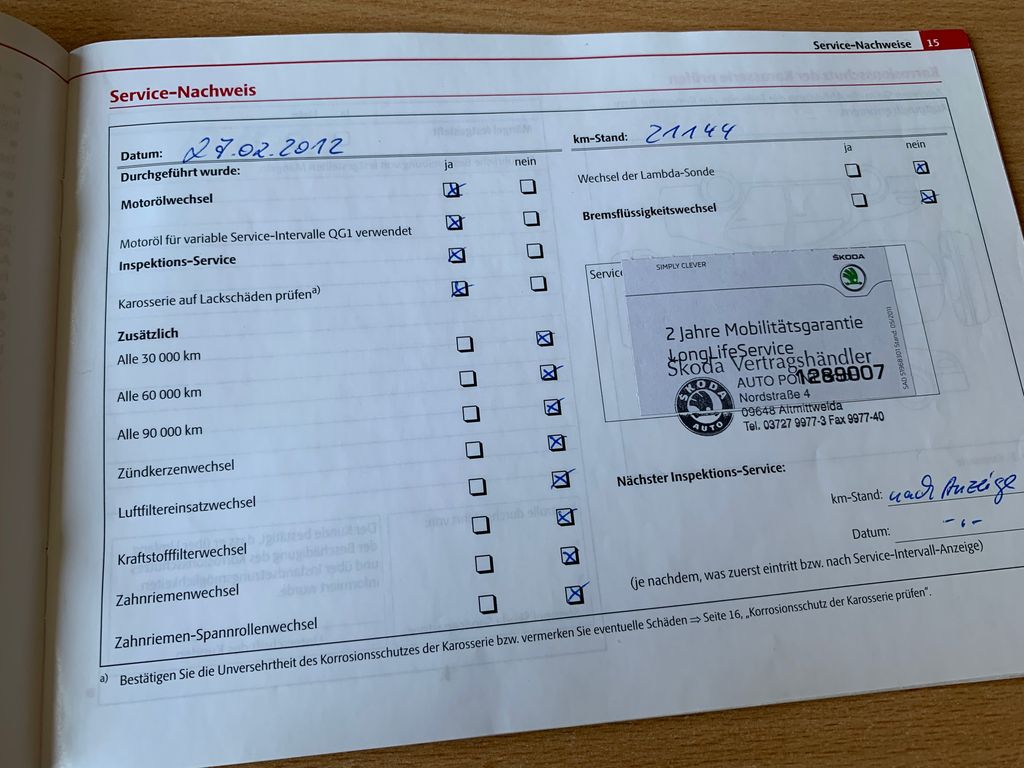 Service-Nachweise 15
Service-Nachweis
Datum: 27.02.2012
km-Stand: 21144
Durchgeführt wurde: ja nein
ja nein
Motorölwechsel
Wechsel der Lambda-Sonde
Motoröl für variable Service-Intervalle QG1 verwendet
Bremsflüssigkeitswechsel
Inspektions-Service
Karosserie auf Lackschäden prüfen a)
Zusätzlich
Alle 30 000 km
Alle 60 000 km
Alle 90 000 km
Zündkerzenwechsel
Luftfiltereinsatzwechsel
Kraftstofffilterwechsel
Zahnriemenwechsel
Zahnriemen-Spannrollenwechsel
Service
SIMPLY CLEVER
ŠKODA
2 Jahre Mobilitätsgarantie
LongLifeService
Skoda Vertragshändler
1289007
AUTO
ŠKODA
AUTO
Nordstraße 4
09648 Altmittweida
Tel. 03727 9977-3 Fax 9977-40
Stand: 05/2011
Nächster Inspektions-Service:
km-Stand: nach Anzeige
Datum: -"-
(je nachdem, was zuerst eintritt bzw. nach Service-Intervall-Anzeige)
a) Bestätigen Sie die Unversehrtheit des Korrosionsschutzes der Karosserie bzw. vermerken Sie eventuelle Schäden ⇒ Seite 16, „Korrosionsschutz der Karosserie prüfen".